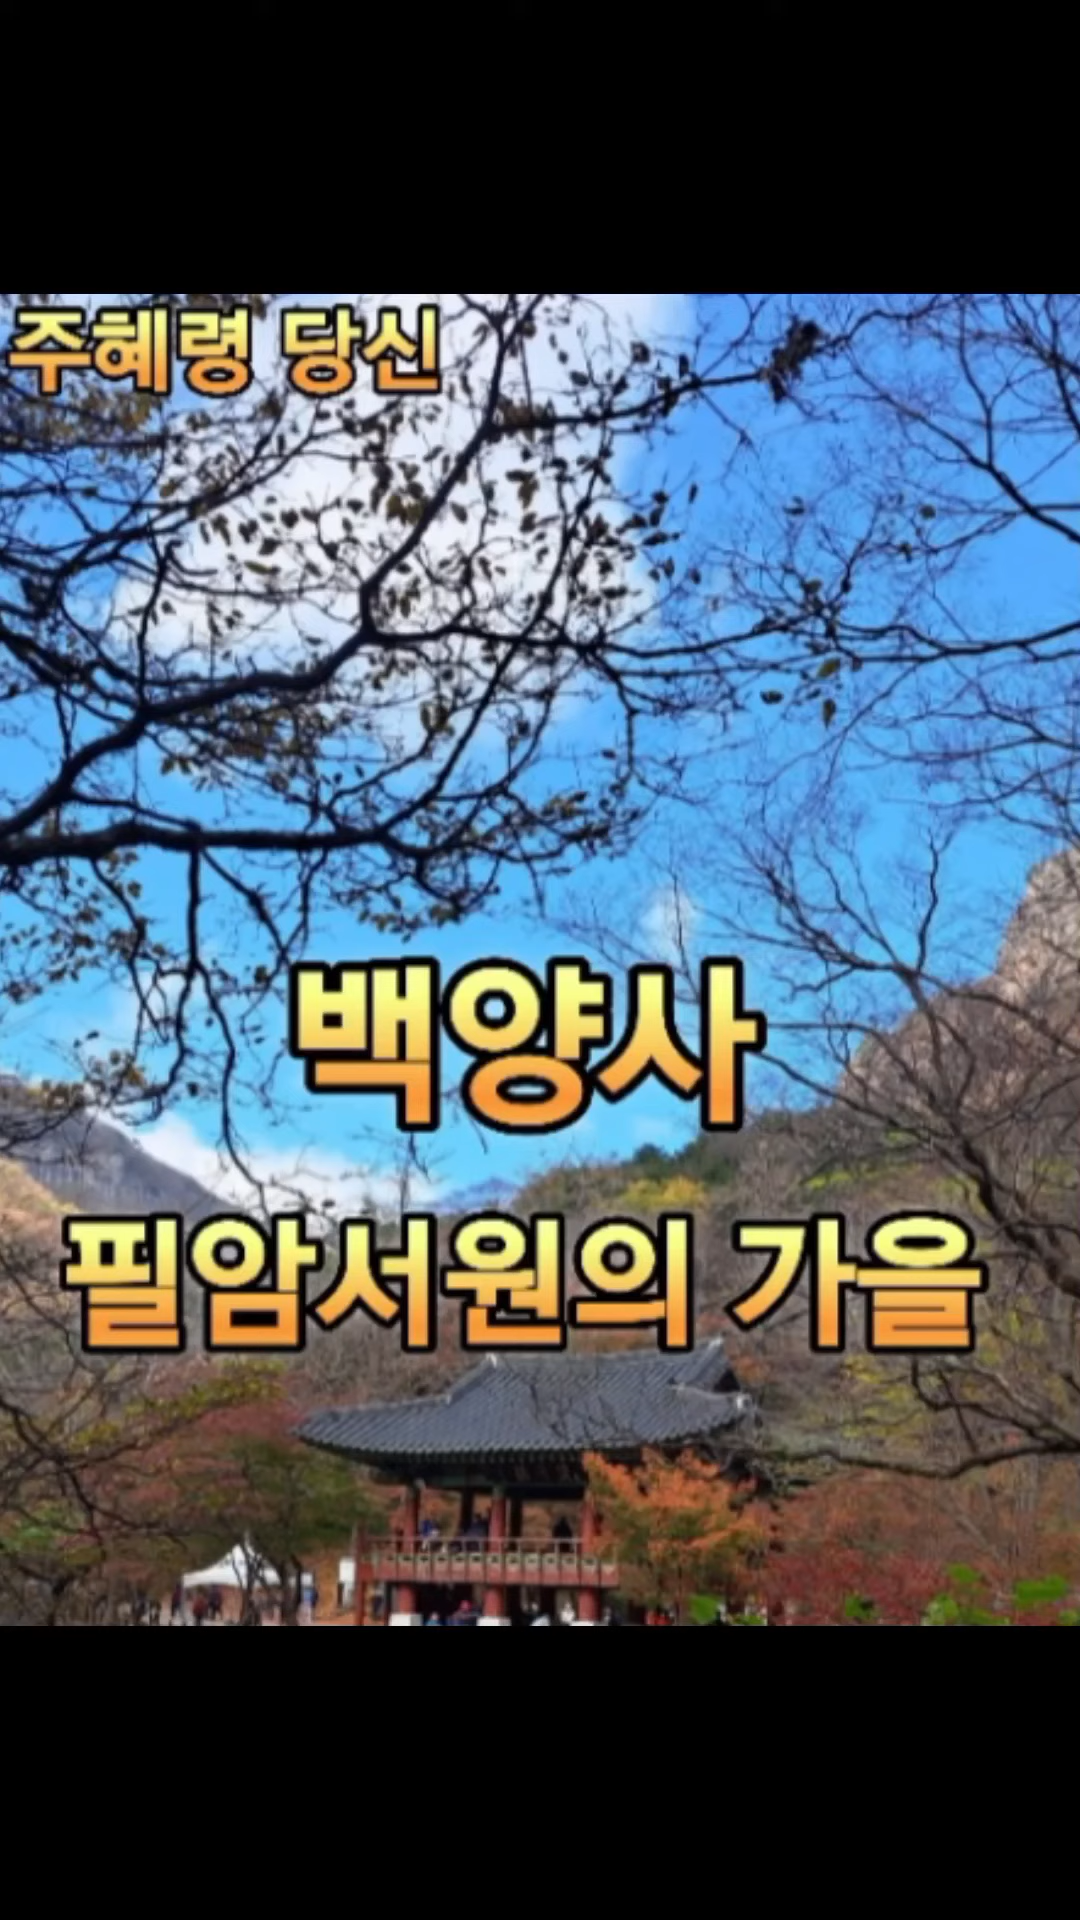 주혜령 당신
백양사
필암서원의 가을